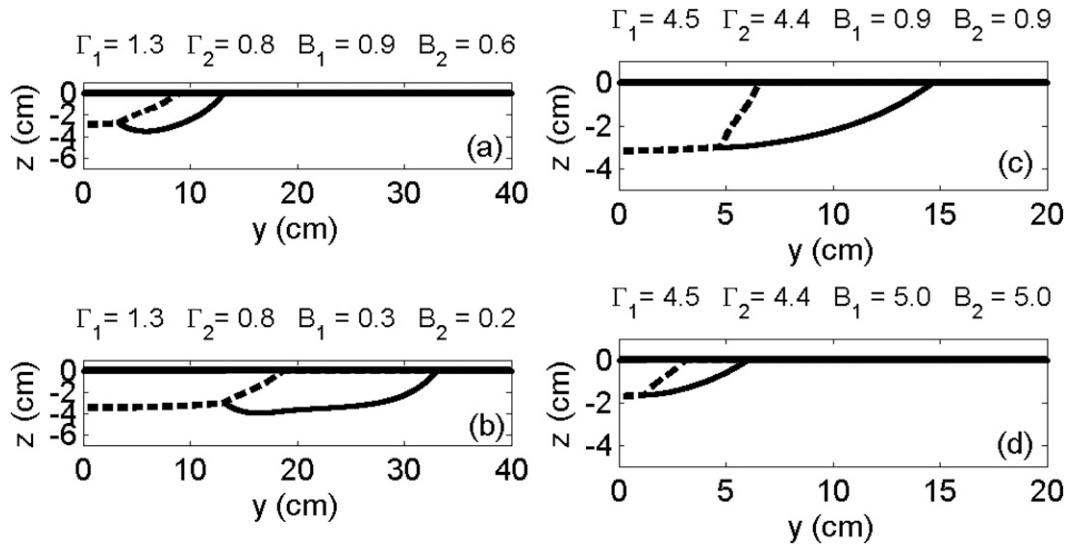 Γ1= 1.3 Γ2= 0.8 B1= 0.9 B2= 0.6
0
-2
-4
-6
z (cm)
(a)
0 10 20 30 40
y (cm)
Γ1= 1.3 Γ2= 0.8 B1 = 0.3 B2= 0.2
0
-2
-4
-6
z (cm)
(b)
0 10 20 30 40
y (cm)
Γ1= 4.5 Γ2= 4.4 B1= 0.9 B2= 0.9
0
-2
-4
z (cm)
(c)
0 5 10 15 20
y (cm)
Γ1= 4.5 Γ2= 4.4 B1= 5.0 B2= 5.0
0
-2
-4
z (cm)
(d)
0 5 10 15 20
y (cm)